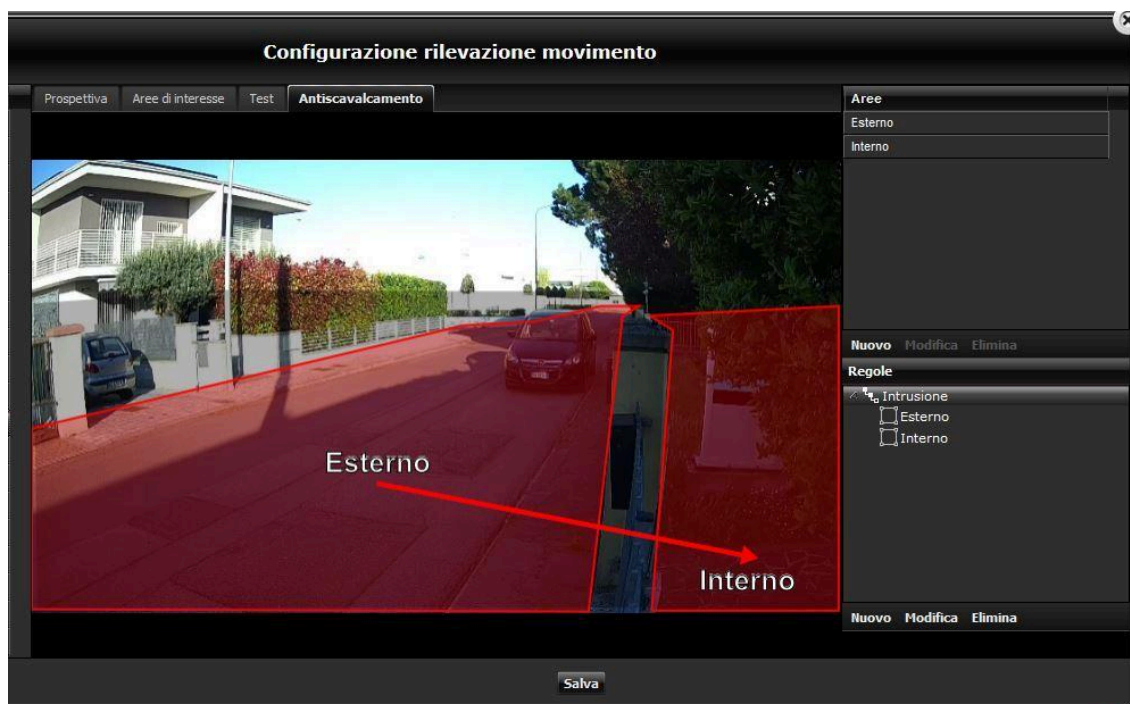 Configurazione rilevazione movimento
Prospettiva Aree di interesse Test Antiscavalcamento
Aree
Esterno
Interno
Nuovo Modifica Elimina
Regole
Intrusione
Esterno
Interno
Nuovo Modifica Elimina
Esterno
Interno
Salva